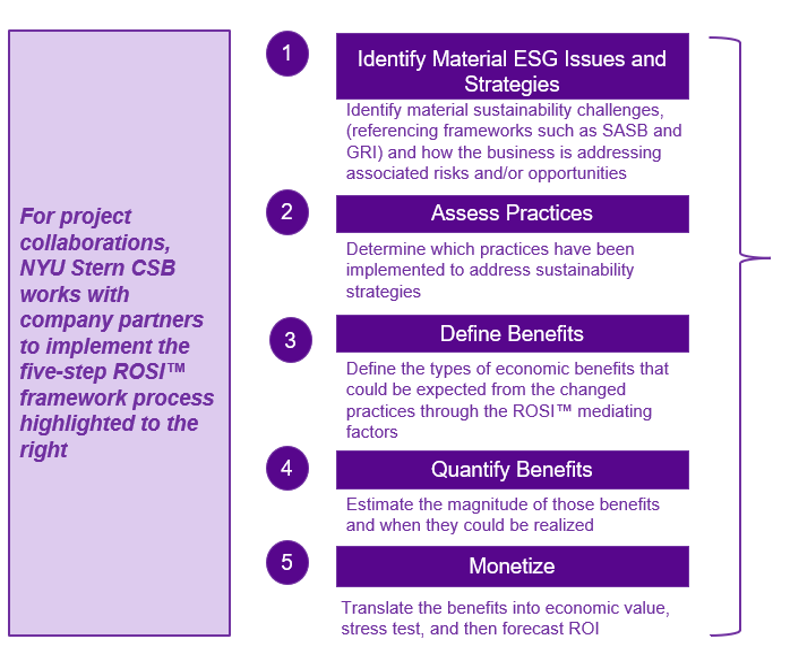 For project
collaborations,
NYU Stern CSB
works with
company partners
to implement the
five-step ROSI™
framework process
highlighted to the
right
1
Identify Material ESG Issues and
Strategies
Identify material sustainability challenges,
(referencing frameworks such as SASB and
GRI) and how the business is addressing
associated risks and/or opportunities
2
Assess Practices
Determine which practices have been
implemented to address sustainability
strategies
3
Define Benefits
Define the types of economic benefits that
could be expected from the changed
practices through the ROSI™ mediating
factors
4
Quantify Benefits
Estimate the magnitude of those benefits
and when they could be realized
5
Monetize
Translate the benefits into economic value,
stress test, and then forecast ROI